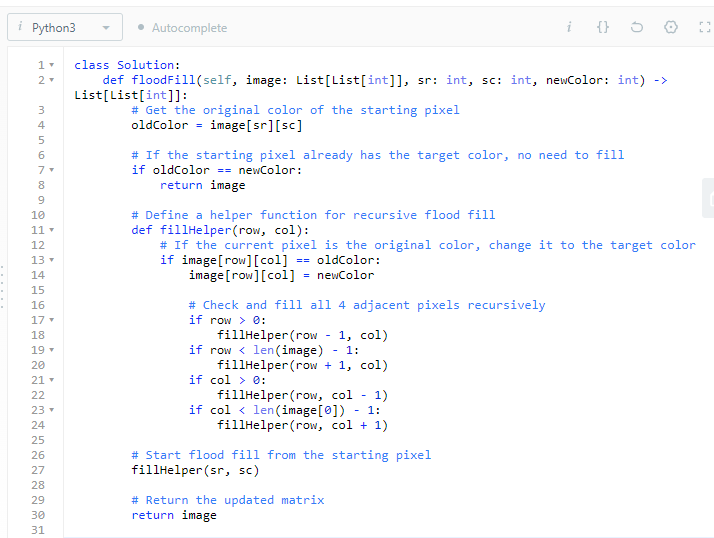 i Python3
Autocomplete
i {}
1 class Solution:
2 def floodFill(self, image: List[List[int]], sr: int, sc: int, newColor: int) ->
List[List[int]]:
3 # Get the original color of the starting pixel
4 oldColor = image[sr][sc]
5
6 # If the starting pixel already has the target color, no need to fill
7 if oldColor == newColor:
8 return image
9
10 # Define a helper function for recursive flood fill
11 def fillHelper(row, col):
12 # If the current pixel is the original color, change it to the target color
13 if image[row][col] == oldColor:
14 image[row][col] = newColor
15
16 # Check and fill all 4 adjacent pixels recursively
17 if row > 0:
18 fillHelper(row - 1, col)
19 if row < len(image) - 1:
20 fillHelper(row + 1, col)
21 if col > 0:
22 fillHelper(row, col - 1)
23 if col < len(image[0]) - 1:
24 fillHelper(row, col + 1)
25
26 # Start flood fill from the starting pixel
27 fillHelper(sr, sc)
28
29 # Return the updated matrix
30 return image
31